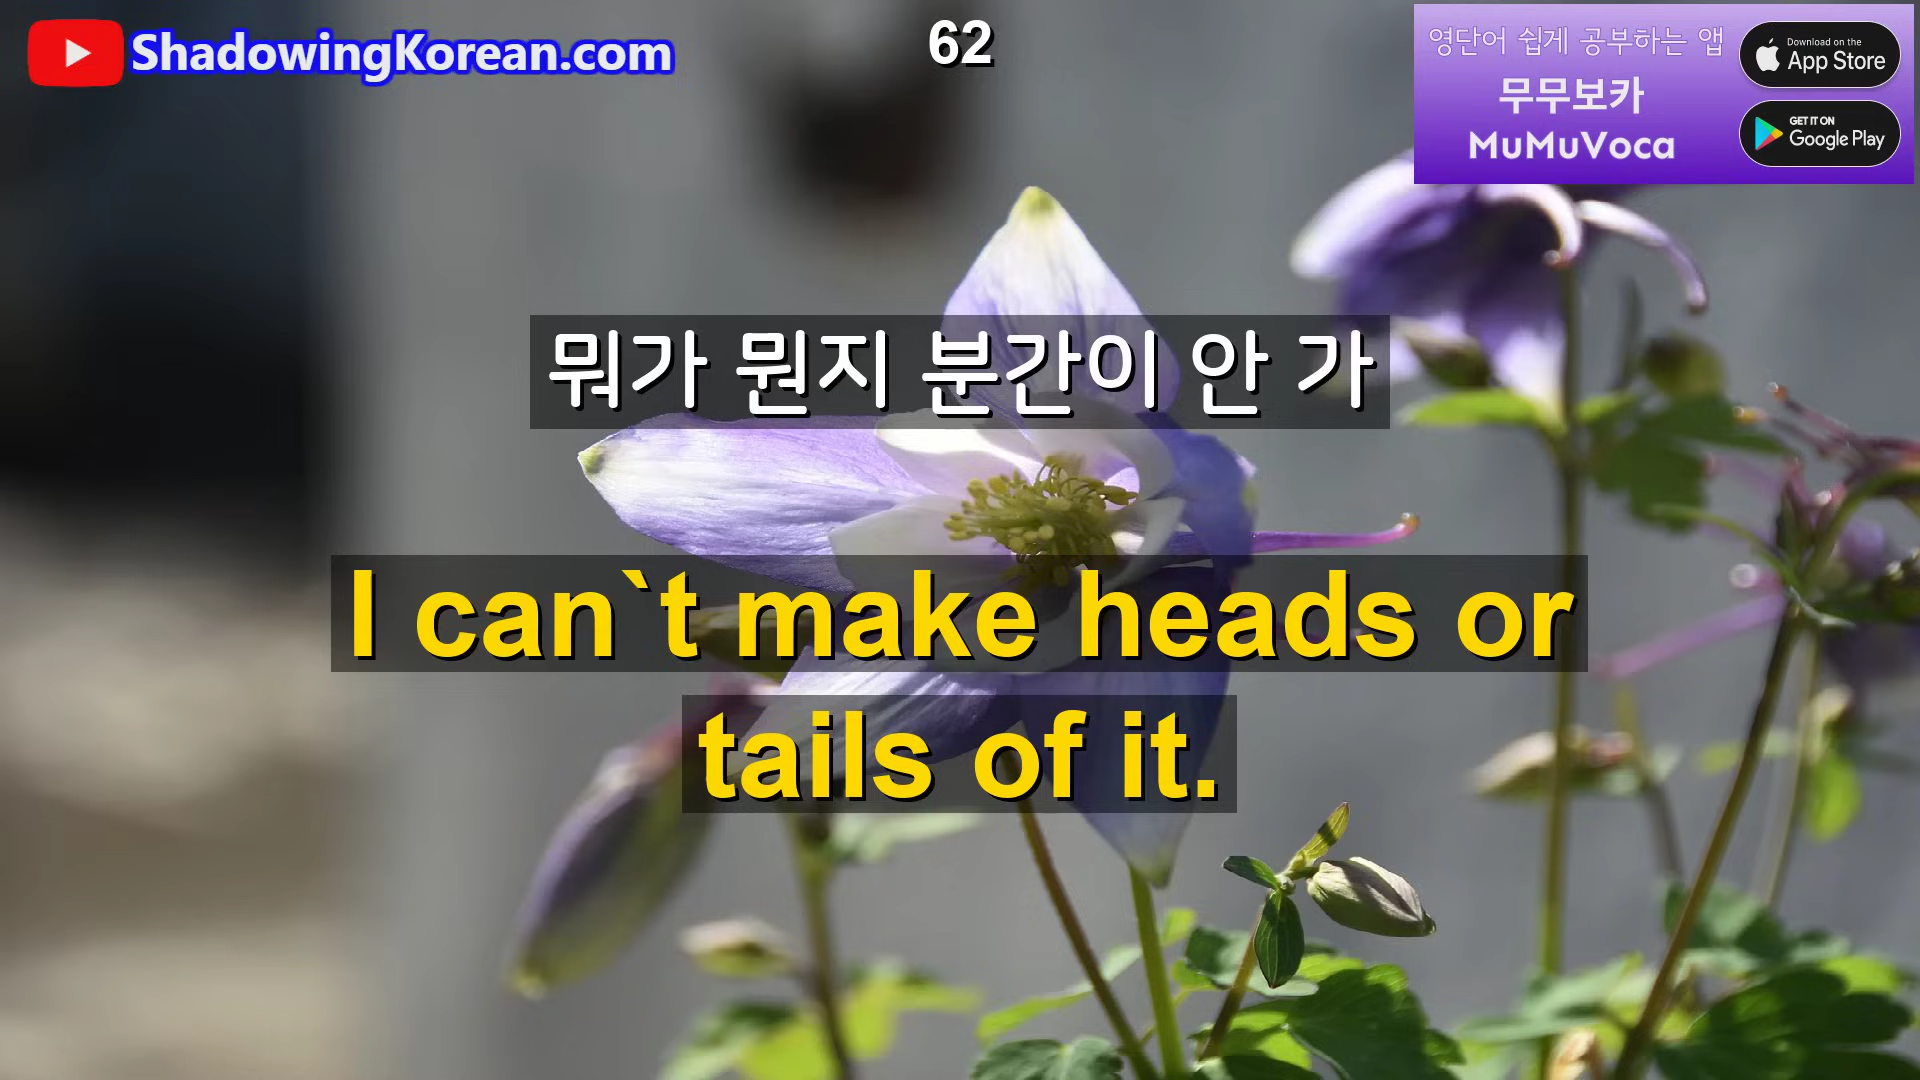 ShadowingKorean.com
62
영단어 쉽게 공부하는 앱
무무보카
MuMuVoca
Download on the
App Store
GET IT ON
Google Play
뭐가 뭔지 분간이 안 가
I can`t make heads or
tails of it.